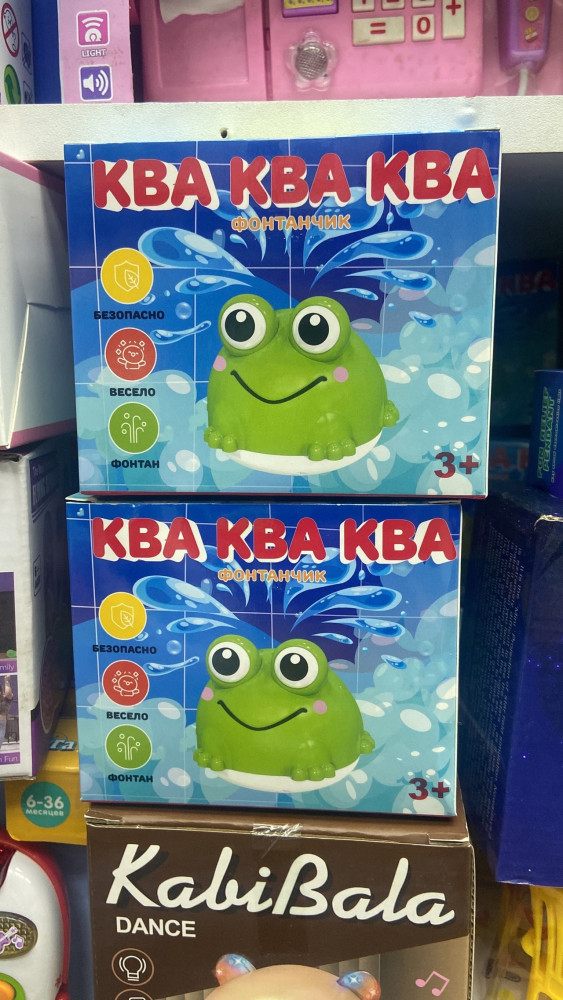 LIGHT
= 0 +
КВА КВА КВА
ФОНТАНЧИК
БЕЗОПАСНО
ВЕСЕЛО
ФОНТАН
3+
КВА КВА КВА
ФОНТАНЧИК
БЕЗОПАСНО
ВЕСЕЛО
ФОНТАН
3+
6-36
месяцев
KabiBala
DANCE